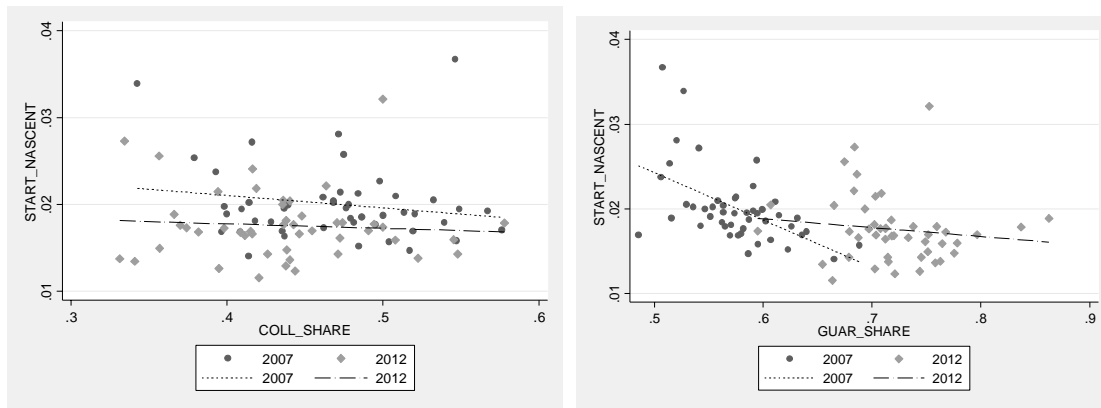 .04
.03
.02
.01
START_NASCENT
.3 .4 .5 .6
COLL_SHARE
2007 2012
2007 2012
.04
.03
.02
.01
START_NASCENT
.5 .6 .7 .8 .9
GUAR_SHARE
2007 2012
2007 2012